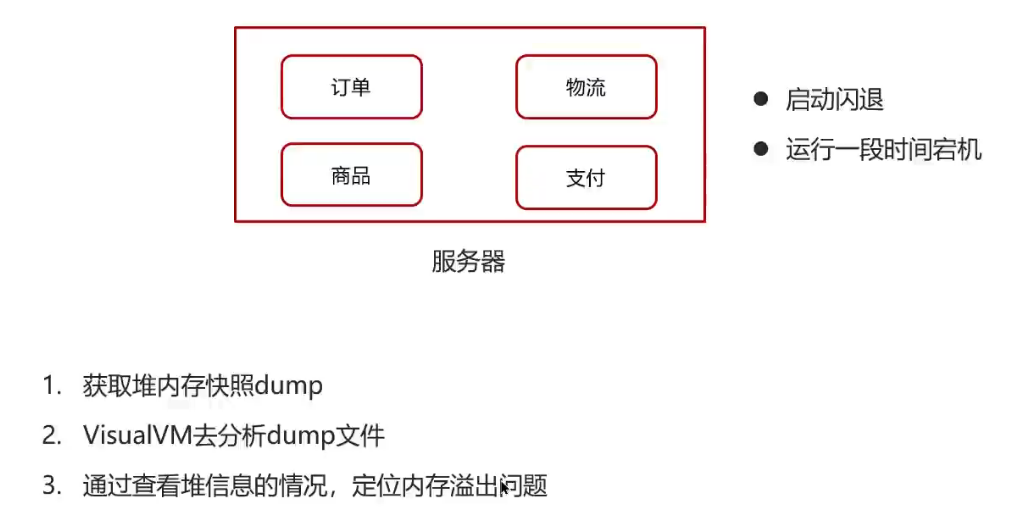 订单
物流
商品
支付
服务器
● 启动闪退
● 运行一段时间宕机
1. 获取堆内存快照dump
2. VisualVM去分析dump文件
3. 通过查看堆信息的情况，定位内存溢出问题